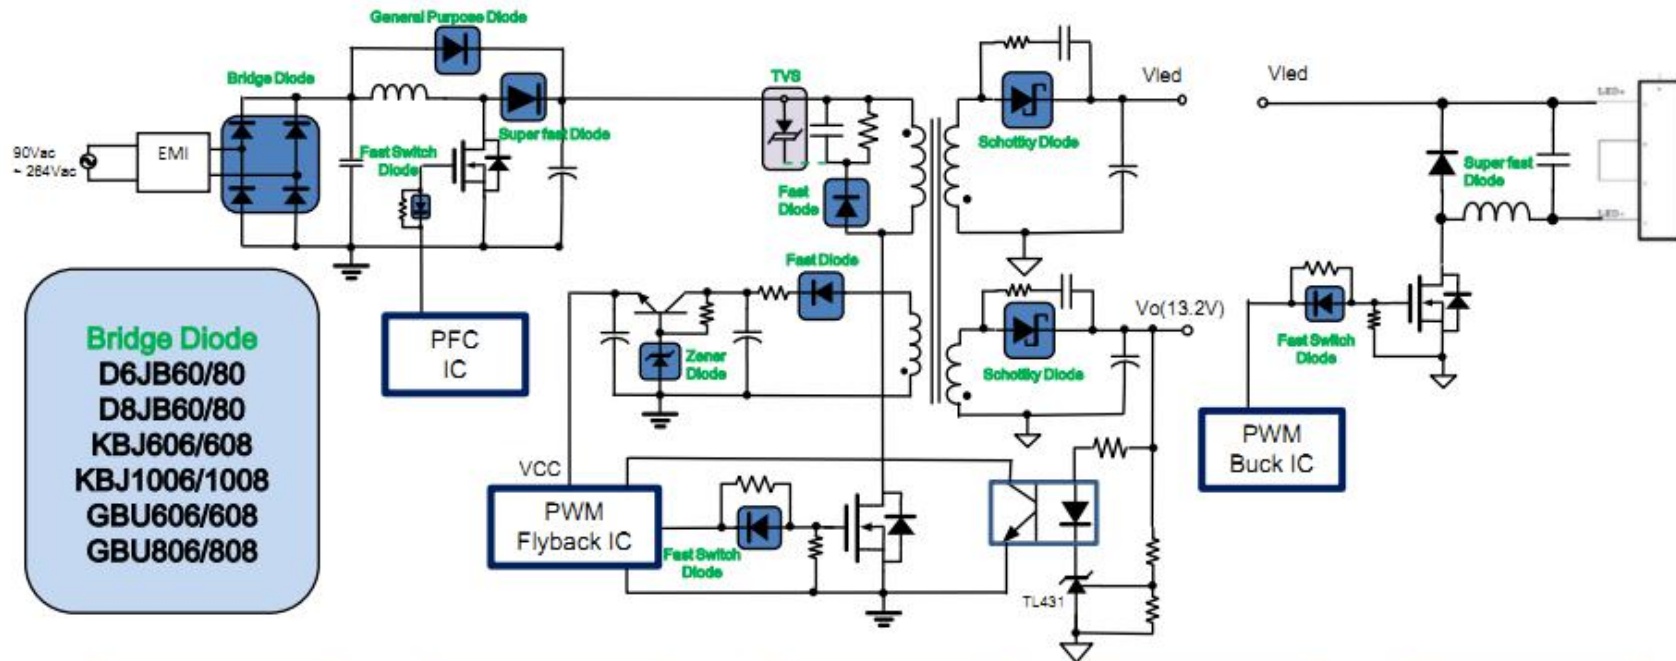 General Purpose Diode
Bridge Diode
TVS
Vled
Vled
LED+
Super fast Diode
Schottky Diode
90Vac
~ 264Vac
EMI
Fast Switch
Diode
Super fast
Diode
Fast
Diode
LED-
Fast Diode
Vo(13.2V)
PFC
IC
Zener
Diode
Schottky Diode
Fast Switch
Diode
Bridge Diode
D6JB60/80
D8JB60/80
KBJ606/608
KBJ1006/1008
GBU606/608
GBU806/808
VCC
PWM
Flyback IC
Fast Switch
Diode
PWM
Buck IC
TL431